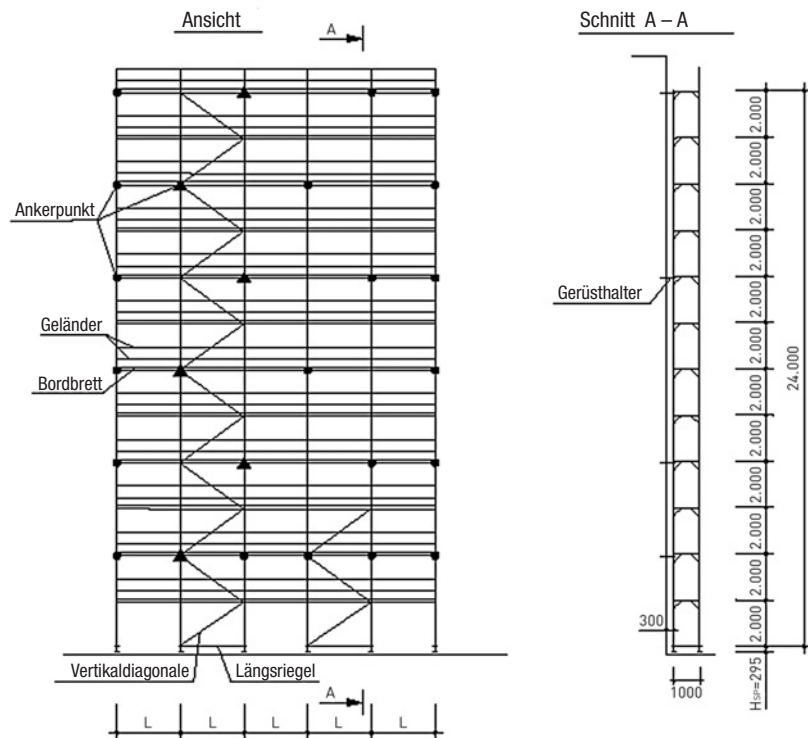 Ansicht
A
Schnitt A – A
Ankerpunkt
Geländer
Bordbrett
Vertikaldiagonale
Längsriegel
A
L
L
L
L
L
Gerüsthalter
300
1000
2.000
2.000
2.000
2.000
2.000
2.000
2.000
2.000
2.000
2.000
2.000
2.000
24.000
HSP=295